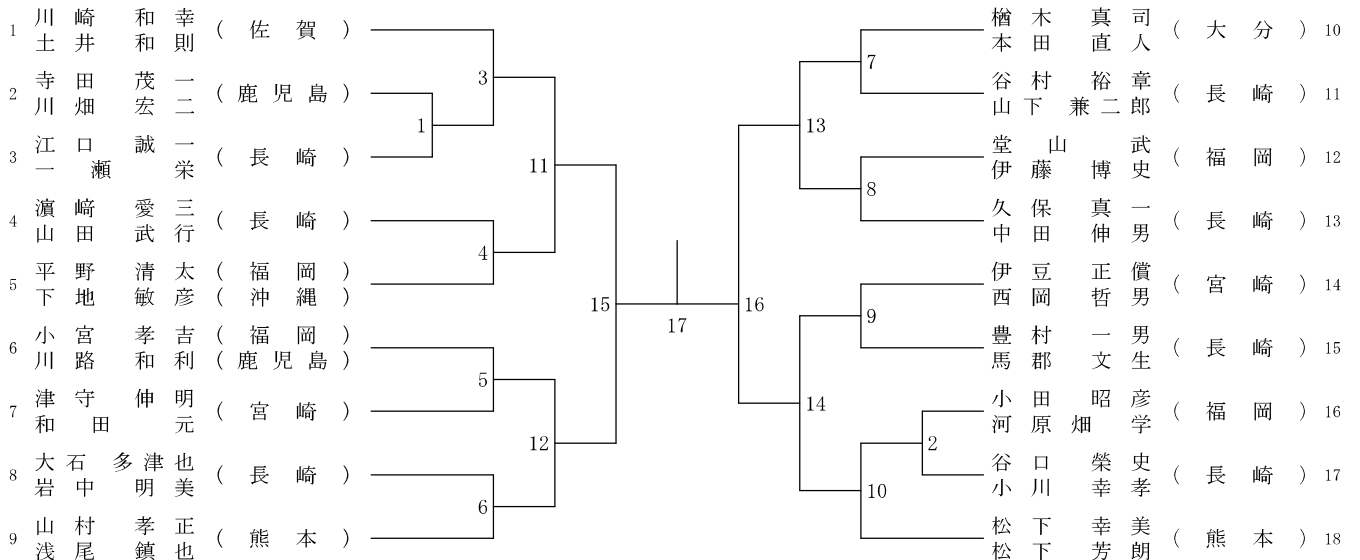 1 川崎 和幸 (佐賀)
土井 和則
2 寺田 茂一 (鹿児島)
川畑 宏二
3 江口 誠一 (長崎)
一瀬 栄
4 濵﨑 愛三 (長崎)
山田 武行
5 平野 清太 (福岡)
下地 敏彦 (沖縄)
6 小宮 孝吉 (福岡)
川路 和利 (鹿児島)
7 津守 伸明 (宮崎)
和田 元
8 大石 多津也 (長崎)
岩中 明美
9 山村 孝正 (熊本)
浅尾 鎮也
3
1
11
4
15
5
12
6
17
16
7
13
8
9
14
2
10
楢木 真司 (大分) 10
本田 直人
谷村 裕章 (長崎) 11
山下 兼二郎
堂山 武 (福岡) 12
伊藤 博史
久保 真一 (長崎) 13
中田 伸男
伊豆 正償 (宮崎) 14
西岡 哲男
豊村 一男 (長崎) 15
馬郡 文生
小田 昭彦 (福岡) 16
河原畑 学
谷口 榮史 (長崎) 17
小川 幸孝
松下 幸美 (熊本) 18
松下 芳朗